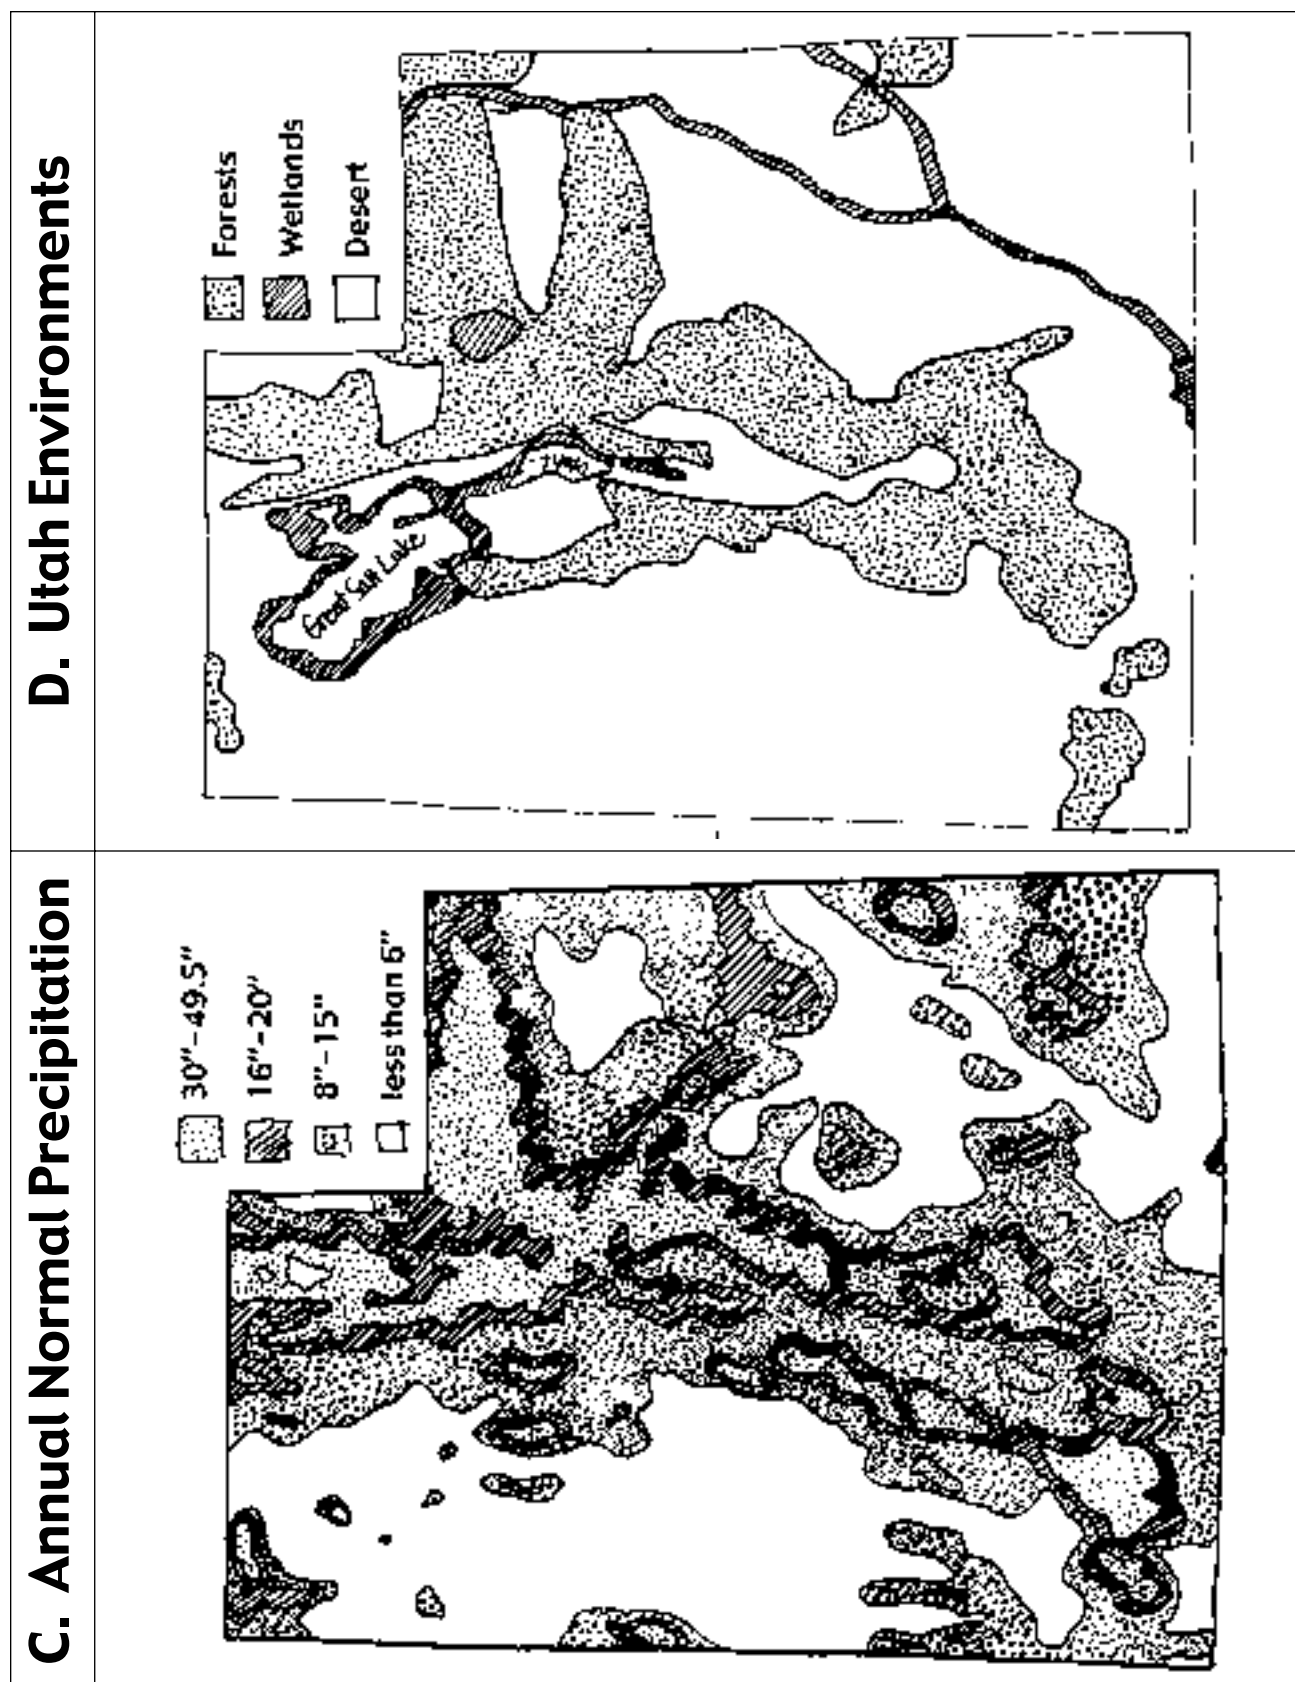 C. Annual Normal Precipitation
30"-49.5"
16"-20"
8"-15"
less than 6"
D. Utah Environments
Forests
Wetlands
Desert
Great Salt Lake